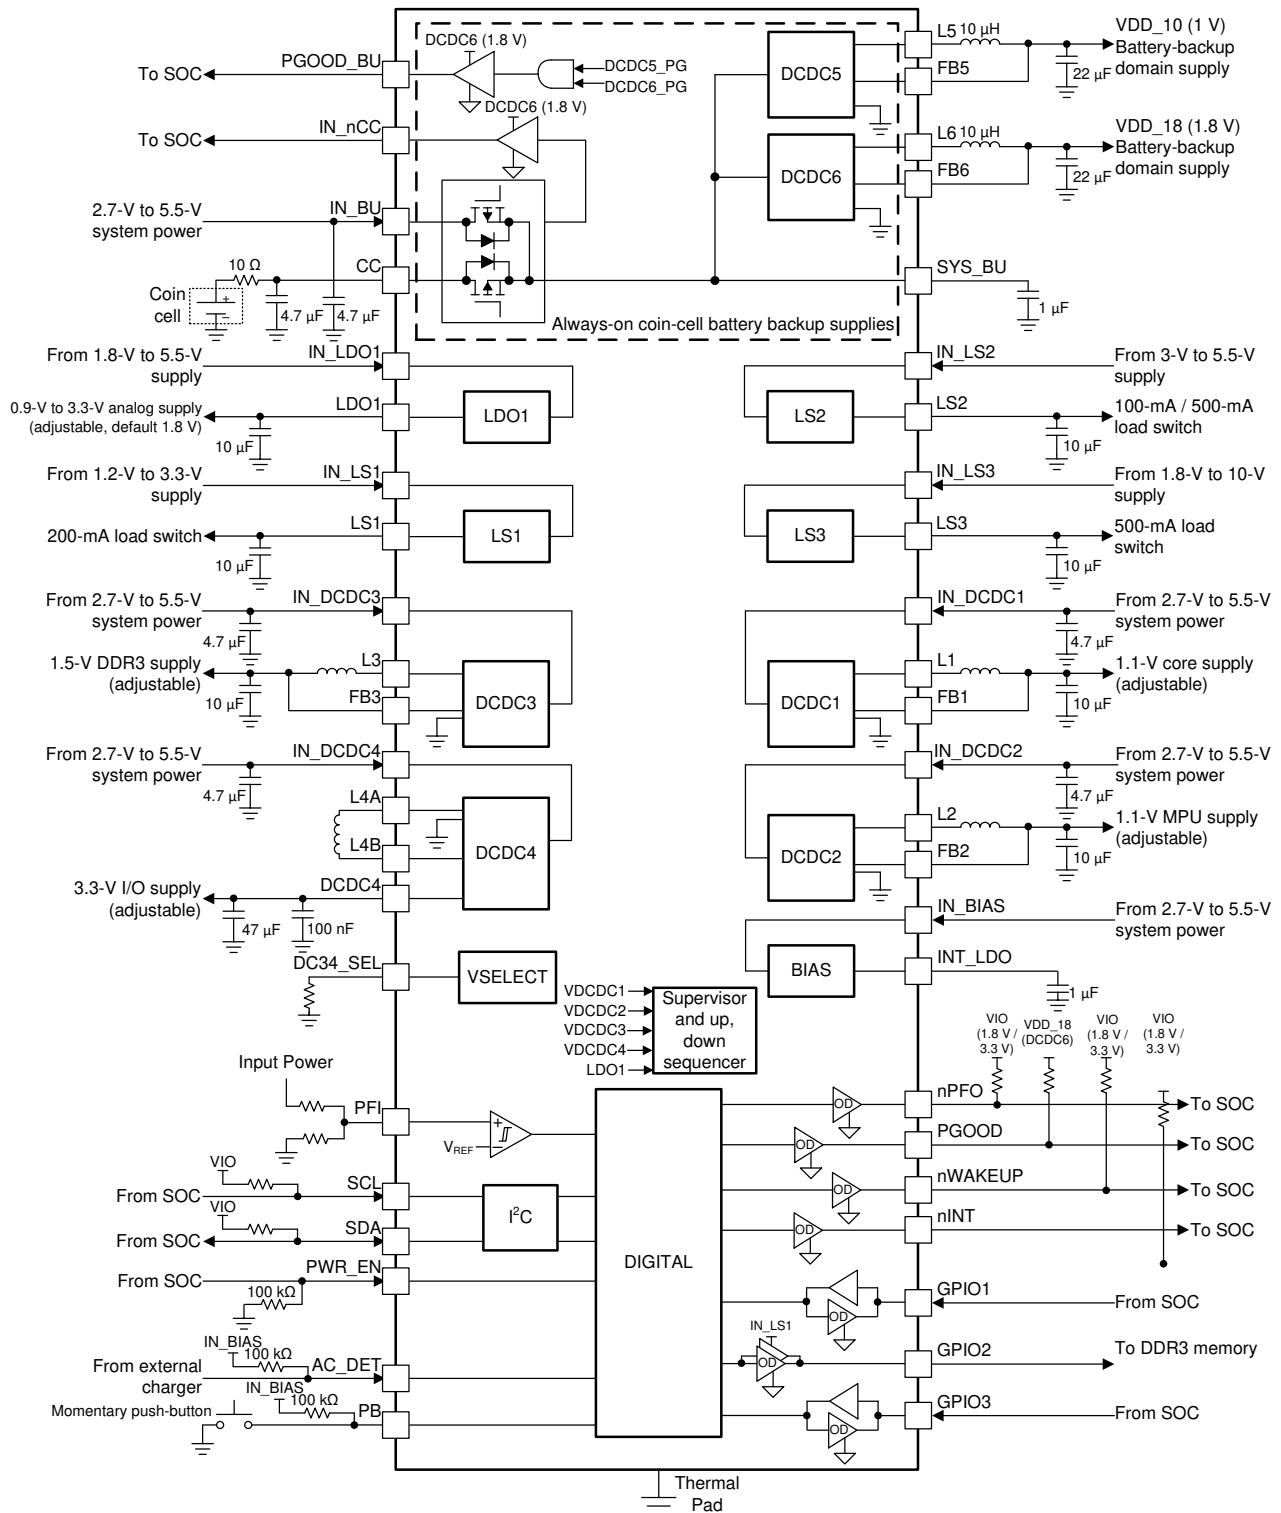 DCDC6 (1.8 V)
PGOOD_BU
To SOC
DCDC5_PG
DCDC6_PG
DCDC6 (1.8 V)
IN_nCC
To SOC
2.7-V to 5.5-V
system power
IN_BU
10 Ω
CC
Coin
cell
+
–
4.7 µF
4.7 µF
Always-on coin-cell battery backup supplies
DCDC5
L5
10 µH
FB5
22 µF
VDD_10 (1 V)
Battery-backup
domain supply
DCDC6
L6
10 µH
FB6
22 µF
VDD_18 (1.8 V)
Battery-backup
domain supply
SYS_BU
1 µF
From 1.8-V to 5.5-V
supply
IN_LDO1
0.9-V to 3.3-V analog supply
(adjustable, default 1.8 V)
LDO1
10 µF
LDO1
From 1.2-V to 3.3-V
supply
IN_LS1
200-mA load switch
LS1
10 µF
LS1
IN_LS2
From 3-V to 5.5-V
supply
LS2
LS2
10 µF
100-mA / 500-mA
load switch
IN_LS3
From 1.8-V to 10-V
supply
LS3
LS3
10 µF
500-mA load
switch
From 2.7-V to 5.5-V
system power
IN_DCDC3
4.7 µF
1.5-V DDR3 supply
(adjustable)
L3
10 µF
FB3
DCDC3
IN_DCDC1
From 2.7-V to 5.5-V
system power
4.7 µF
DCDC1
L1
FB1
10 µF
1.1-V core supply
(adjustable)
From 2.7-V to 5.5-V
system power
IN_DCDC4
4.7 µF
L4A
L4B
DCDC4
3.3-V I/O supply
(adjustable)
DCDC4
47 µF
100 nF
IN_DCDC2
From 2.7-V to 5.5-V
system power
4.7 µF
DCDC2
L2
FB2
10 µF
1.1-V MPU supply
(adjustable)
IN_BIAS
From 2.7-V to 5.5-V
system power
BIAS
INT_LDO
1 µF
DC34_SEL
VSELECT
VDCDC1
VDCDC2
VDCDC3
VDCDC4
LDO1
Supervisor
and up,
down
sequencer
VIO
(1.8 V /
3.3 V)
VDD_18
(DCDC6)
VIO
(1.8 V /
3.3 V)
VIO
(1.8 V /
3.3 V)
Input Power
PFI
VREF
+
–
VIO
From SOC
SCL
VIO
From SOC
SDA
I²C
From SOC
PWR_EN
100 kΩ
DIGITAL
IN_BIAS
100 kΩ
From external
charger
AC_DET
IN_BIAS
100 kΩ
Momentary push-button
PB
OD
nPFO
To SOC
OD
PGOOD
To SOC
OD
nWAKEUP
To SOC
OD
nINT
To SOC
OD
GPIO1
From SOC
IN_LS1
OD
GPIO2
To DDR3 memory
OD
GPIO3
From SOC
Thermal
Pad